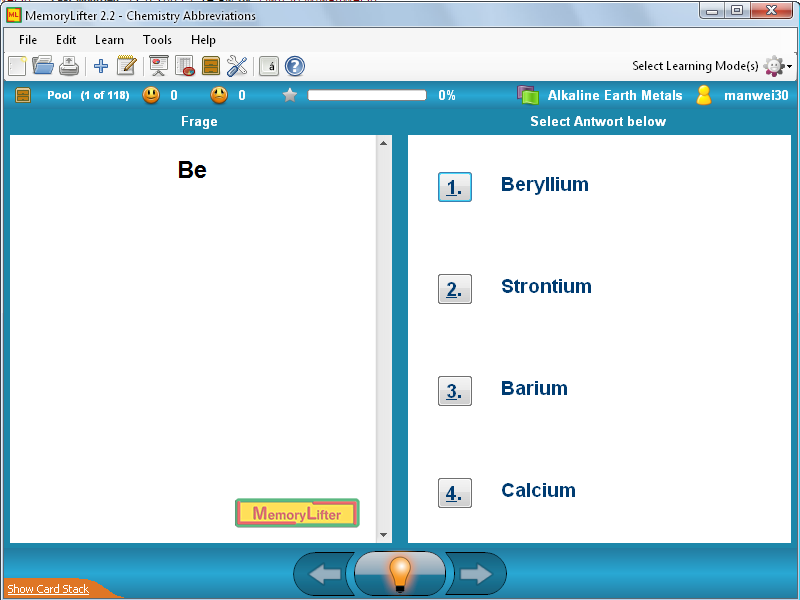 MemoryLifter 2.2 - Chemistry Abbreviations
File Edit Learn Tools Help
á ? Select Learning Mode(s)
Pool (1 of 118) 0 0 0% Alkaline Earth Metals manwei30
Frage Select Antwort below
Be
1. Beryllium
2. Strontium
3. Barium
4. Calcium
MemoryLifter
Show Card Stack